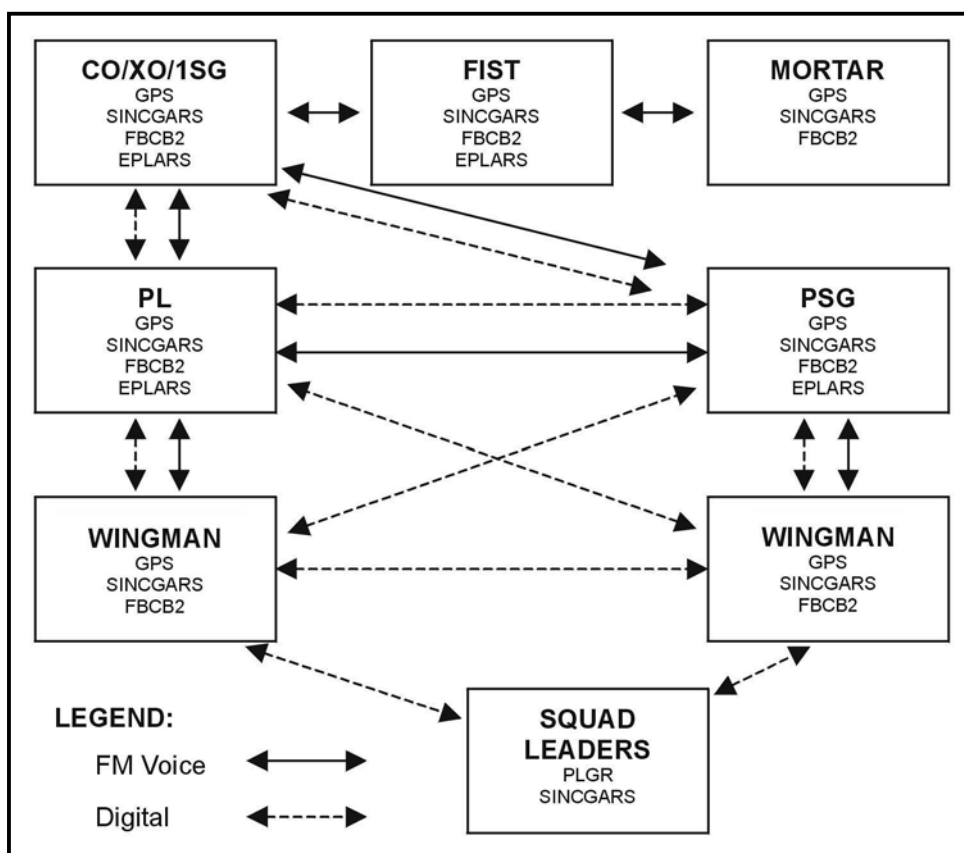 CO/XO/1SG
GPS
SINCGARS
FBCB2
EPLARS
FIST
GPS
SINCGARS
FBCB2
EPLARS
MORTAR
GPS
SINCGARS
FBCB2
PL
GPS
SINCGARS
FBCB2
EPLARS
PSG
GPS
SINCGARS
FBCB2
EPLARS
WINGMAN
GPS
SINCGARS
FBCB2
WINGMAN
GPS
SINCGARS
FBCB2
SQUAD
LEADERS
PLGR
SINCGARS
LEGEND:
FM Voice
Digital